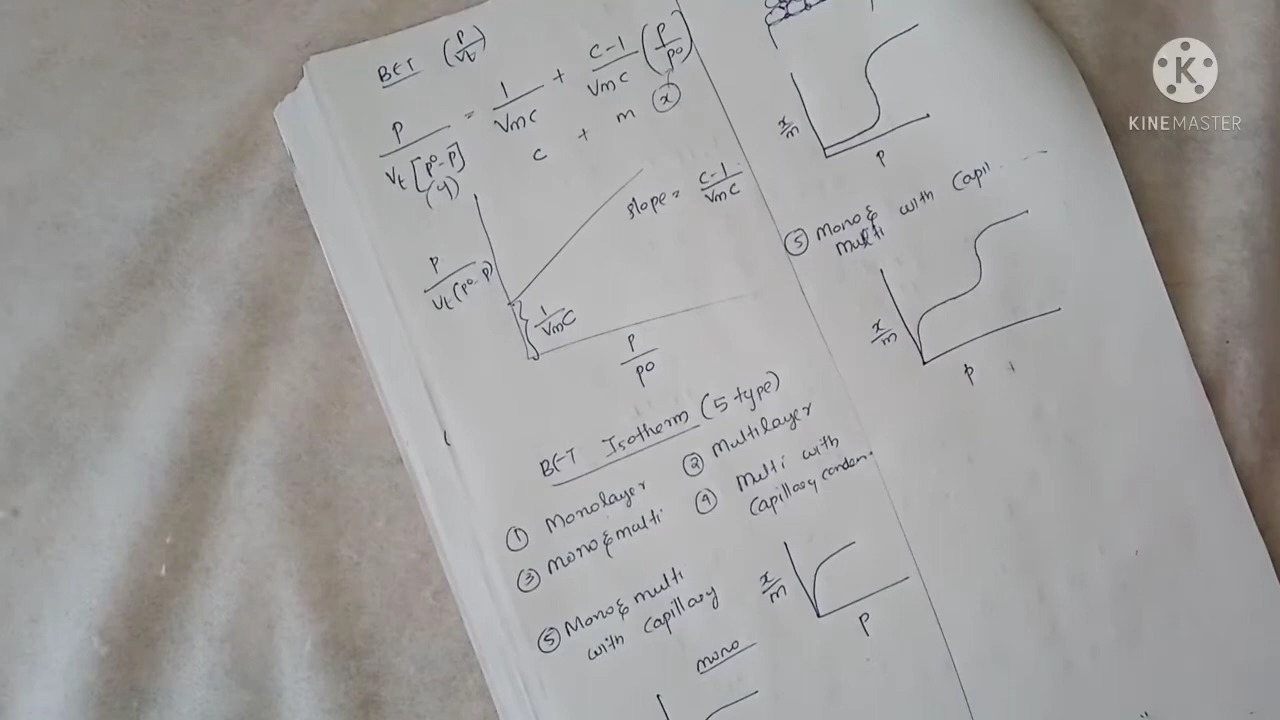 BET (P/Vt)
P / Vt [P⁰-P] = 1 / VmC + C-1 / VmC (P/P⁰)
(y) C + m (x)
P / Vt(P⁰-P)
slope = C-1 / VmC
1 / VmC
P / P⁰
BET Isotherm (5 type)
① Monolayer ② Multilayer
③ mono & multi ④ Multi with
capillary conden.
⑤ Mono & multi
with capillary
x/m
P
mono
x/m
P
⑤ Mono & with Capil....
multi
x/m
P
K
KINEMASTER